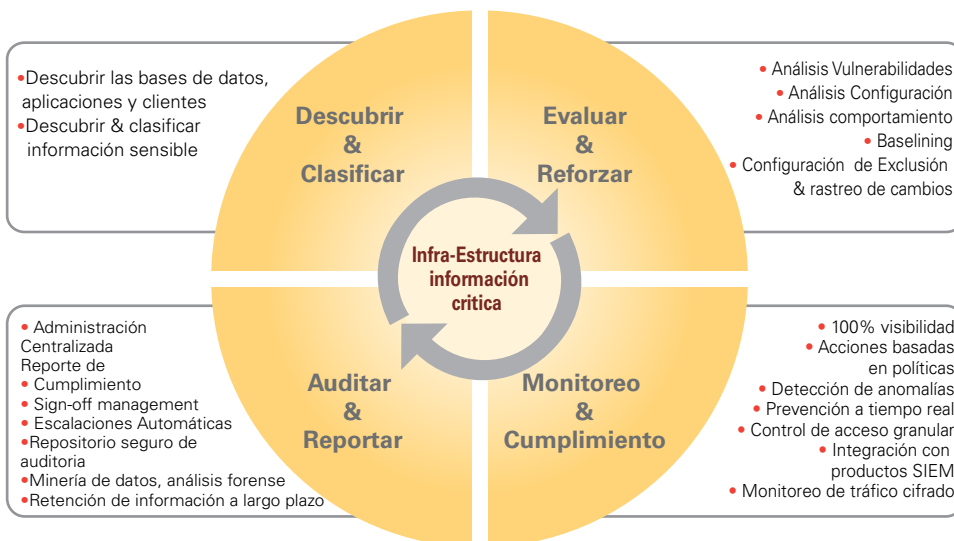 •Descubrir las bases de datos,
aplicaciones y clientes
•Descubrir & clasificar
información sensible
Descubrir
&
Clasificar
Evaluar
&
Reforzar
• Análisis Vulnerabilidades
• Análisis Configuración
• Análisis comportamiento
• Baselining
• Configuración de Exclusión
& rastreo de cambios
Infra-Estructura
información
critica
• Administración
Centralizada
Reporte de
• Cumplimiento
• Sign-off management
• Escalaciones Automáticas
•Repositorio seguro de
auditoria
•Minería de datos, análisis forense
•Retención de información a largo plazo
Auditar
&
Reportar
Monitoreo
&
Cumplimiento
• 100% visibilidad
• Acciones basadas
en políticas
• Detección de anomalías
• Prevención a tiempo real
• Control de acceso granular
• Integración con
productos SIEM
• Monitoreo de tráfico cifrado